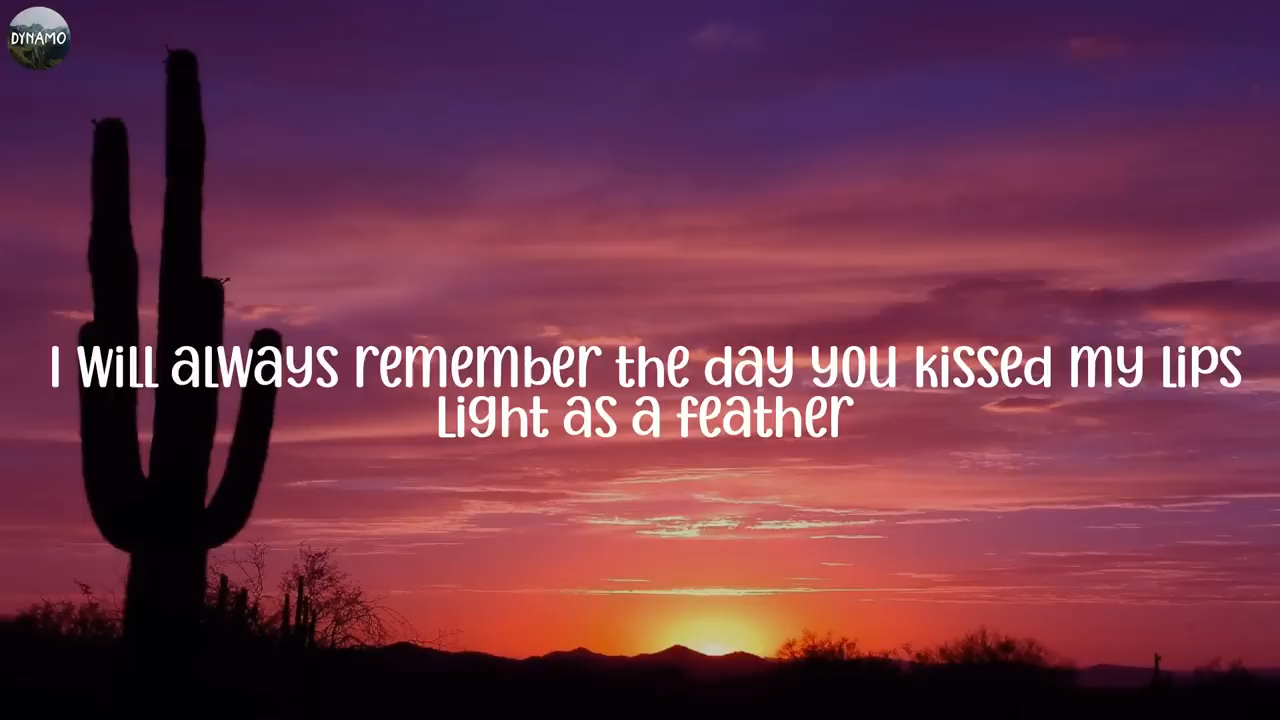 DYNAMO
I will always remember the day you kissed my lips
Light as a feather